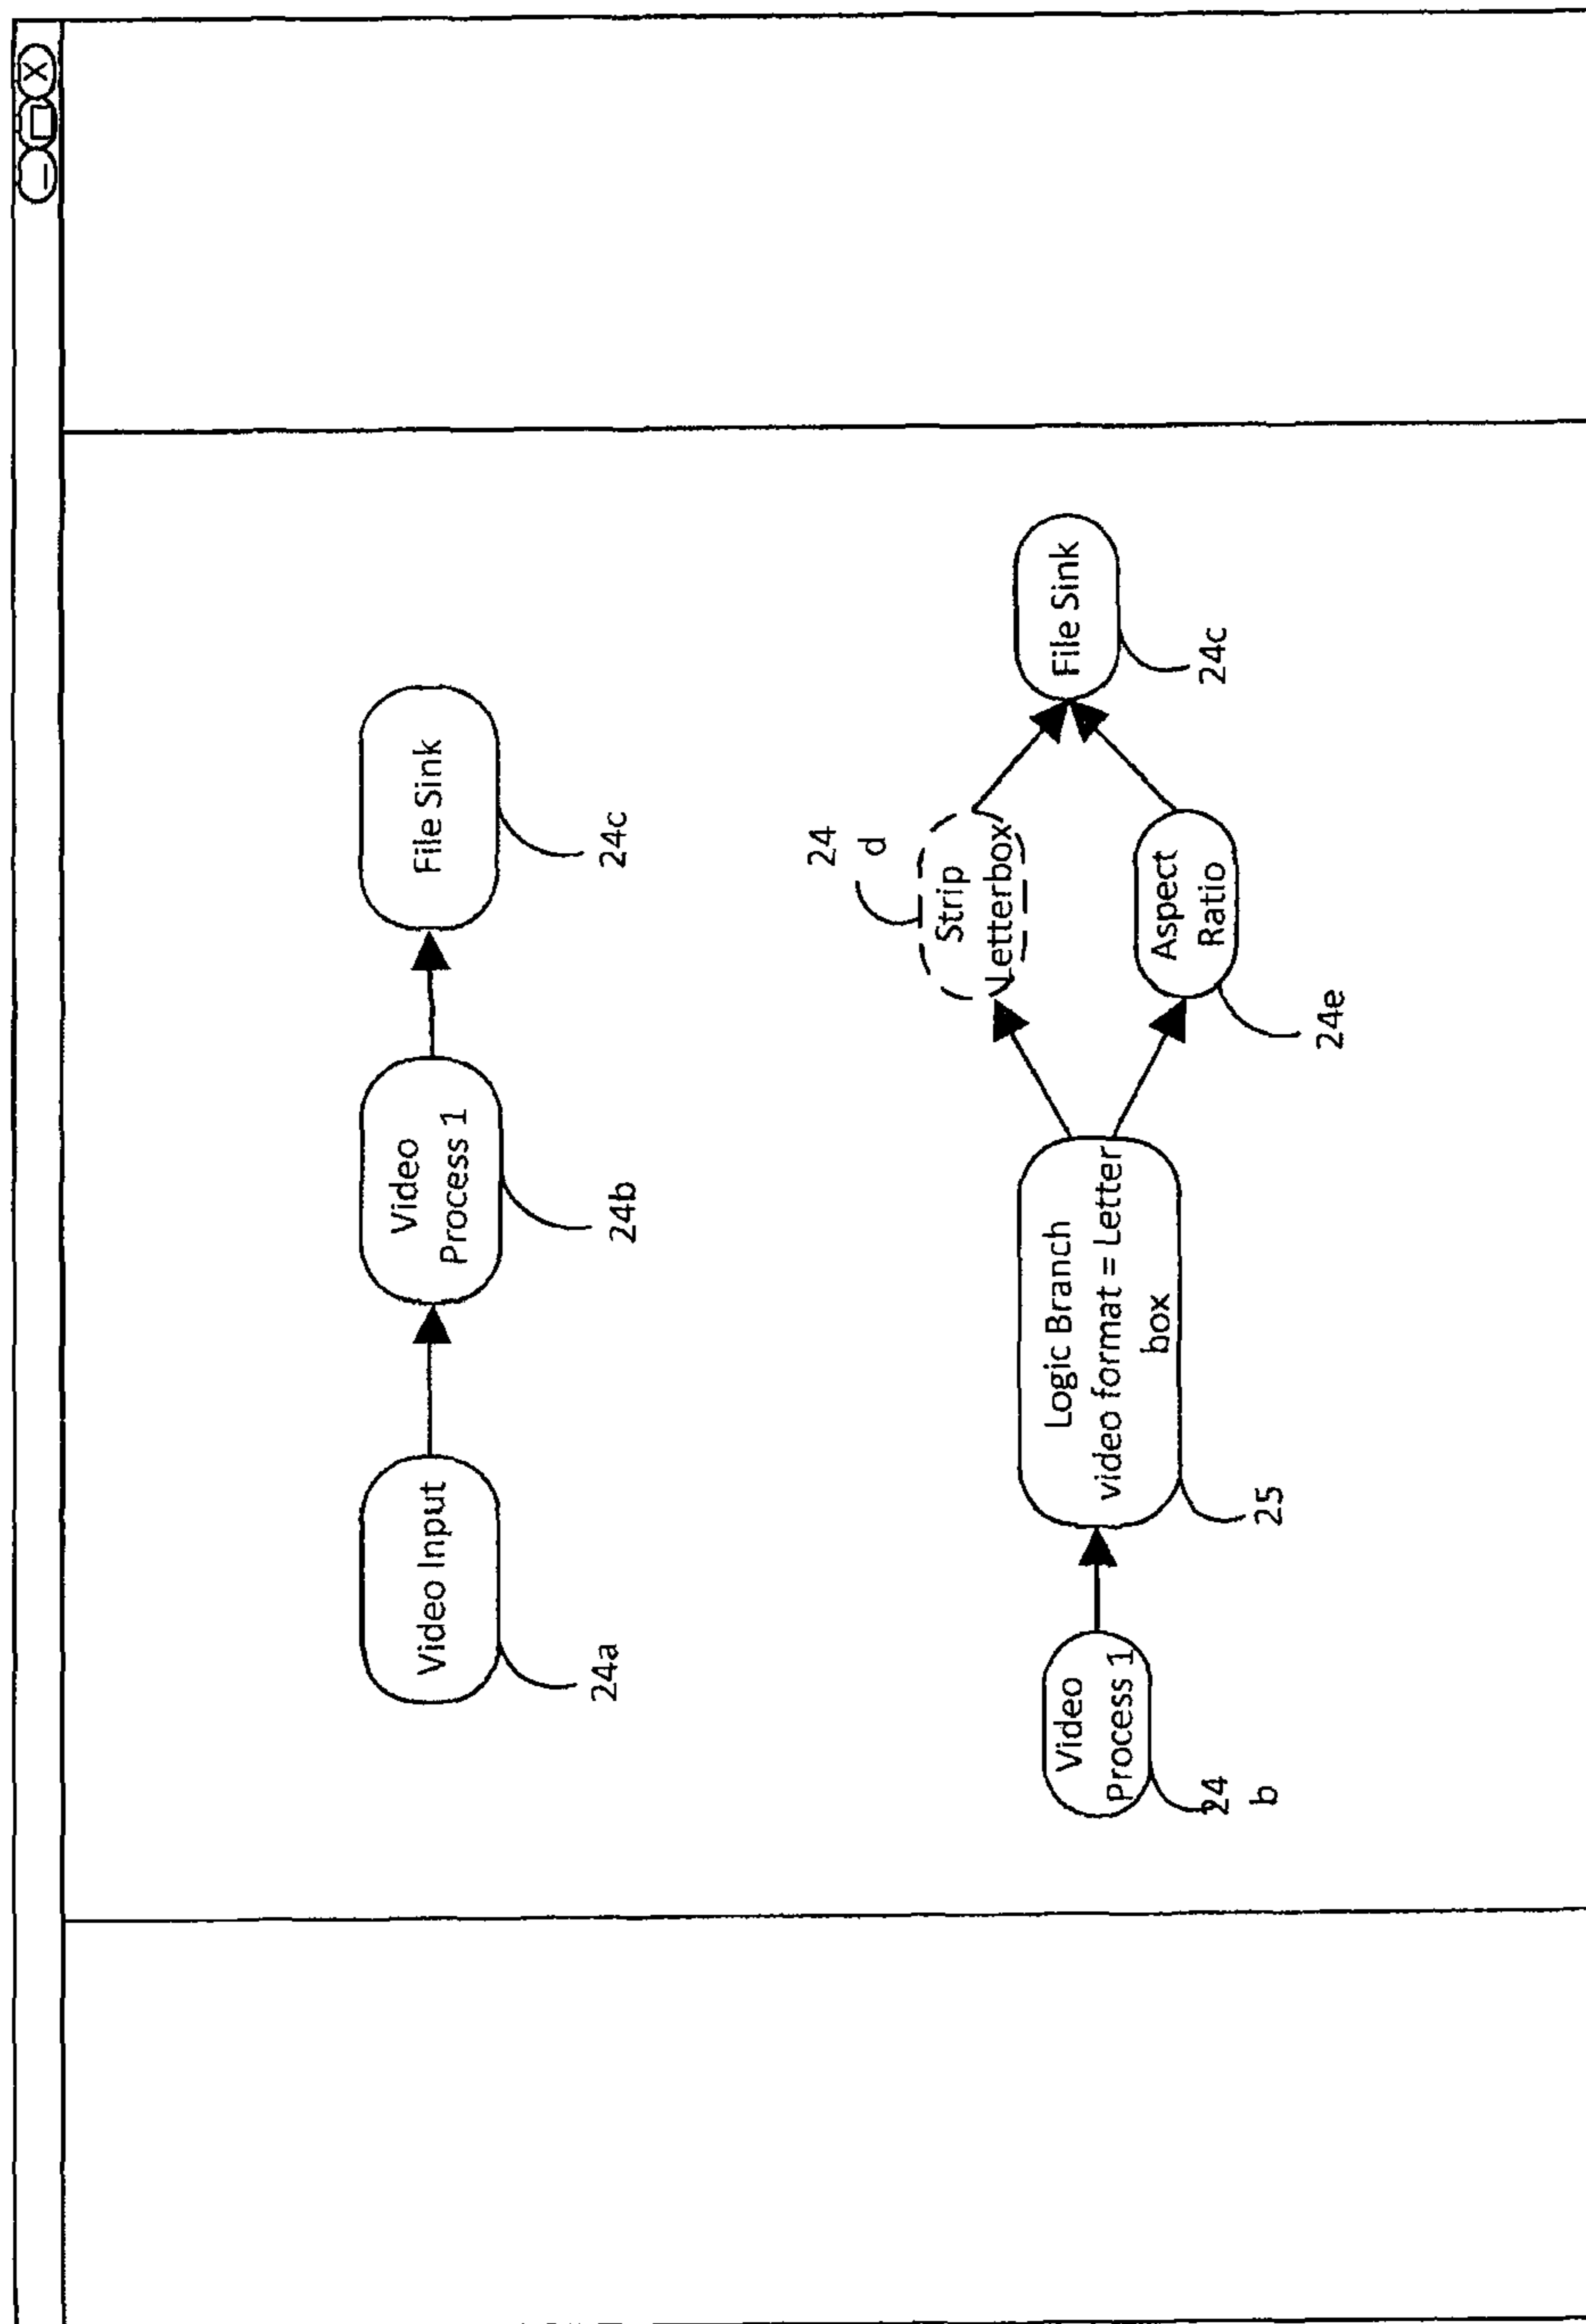 Video Input
24a
Video
Process 1
24b
File Sink
24c
Video
Process 1
24
b
Logic Branch
video format = Letter
box
25
Strip
Letterbox
24
d
Aspect
Ratio
24e
File Sink
24c